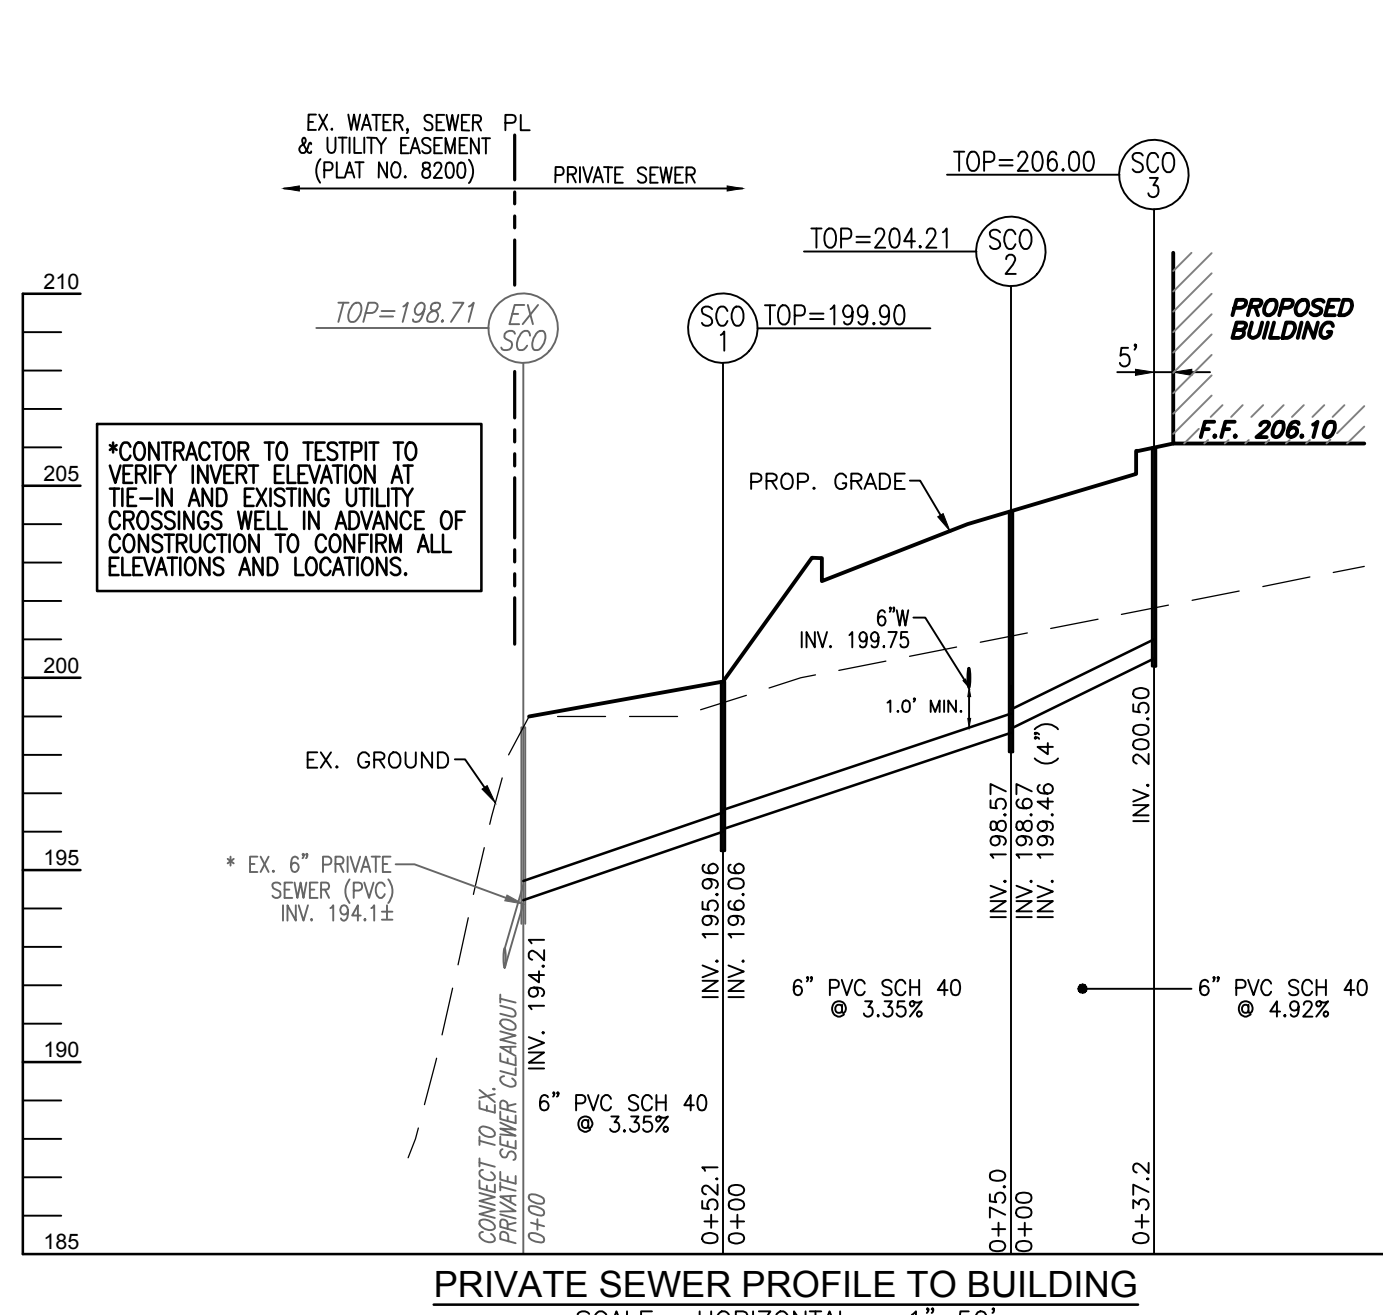 EX. WATER, SEWER
& UTILITY EASEMENT
(PLAT NO. 8200)
PL
PRIVATE SEWER
TOP=206.00
SCO
3
TOP=204.21
SCO
2
TOP=198.71
EX
SCO
SCO
1
TOP=199.90
PROPOSED
BUILDING
5'
F.F. 206.10
210
205
200
195
190
185
*CONTRACTOR TO TESTPIT TO
VERIFY INVERT ELEVATION AT
TIE-IN AND EXISTING UTILITY
CROSSINGS WELL IN ADVANCE OF
CONSTRUCTION TO CONFIRM ALL
ELEVATIONS AND LOCATIONS.
PROP. GRADE
6"W
INV. 199.75
1.0' MIN.
EX. GROUND
* EX. 6" PRIVATE
SEWER (PVC)
INV. 194.1±
INV. 194.21
INV. 195.96
INV. 196.06
INV. 198.57
INV. 198.67
INV. 199.46 (4")
INV. 200.50
6" PVC SCH 40
@ 3.35%
6" PVC SCH 40
@ 4.92%
6" PVC SCH 40
@ 3.35%
CONNECT TO EX.
PRIVATE SEWER CLEANOUT
0+00
0+52.1
0+00
0+75.0
0+00
0+37.2
PRIVATE SEWER PROFILE TO BUILDING